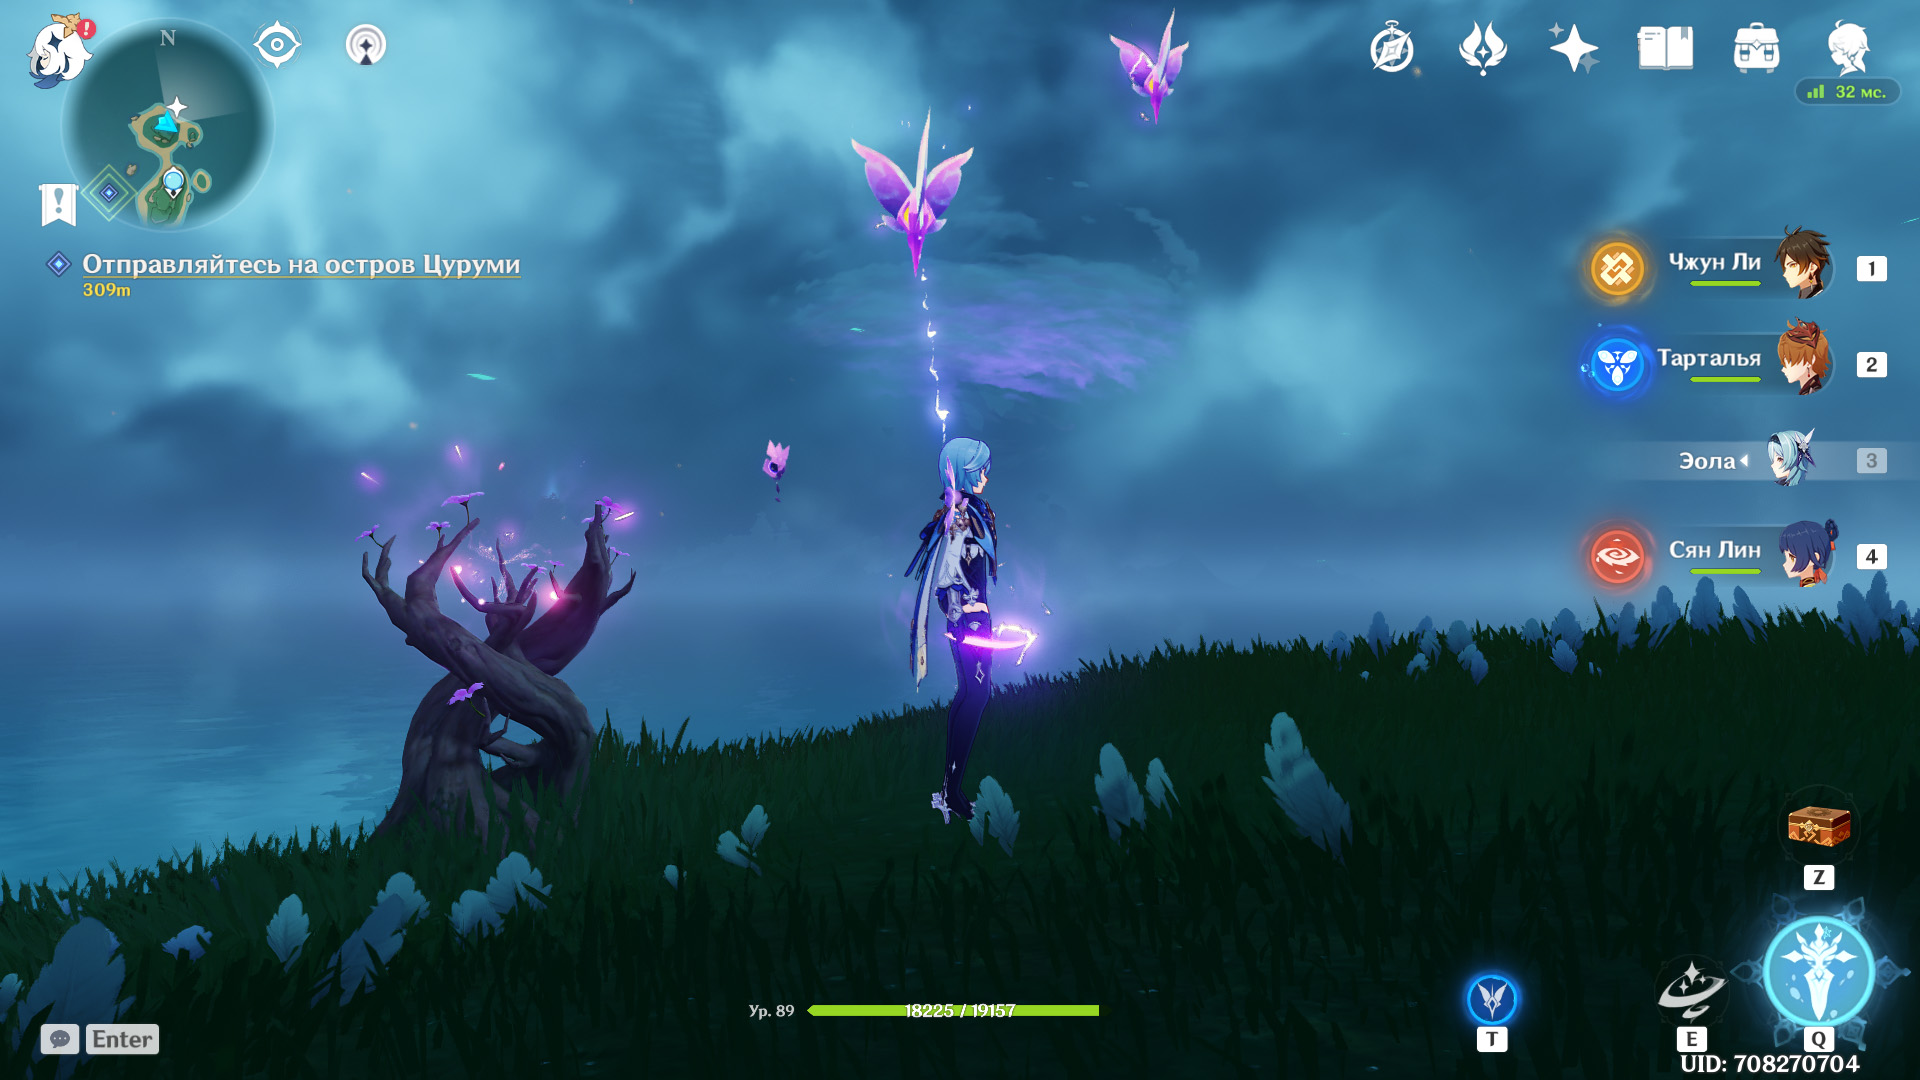 N
32 мс.
Отправляйтесь на остров Цуруми
309m
Чжун Ли
1
Тарталья
2
Эола
3
Сян Лин
4
Z
Ур. 89
18225 / 19157
Enter
T
E
Q
UID: 708270704